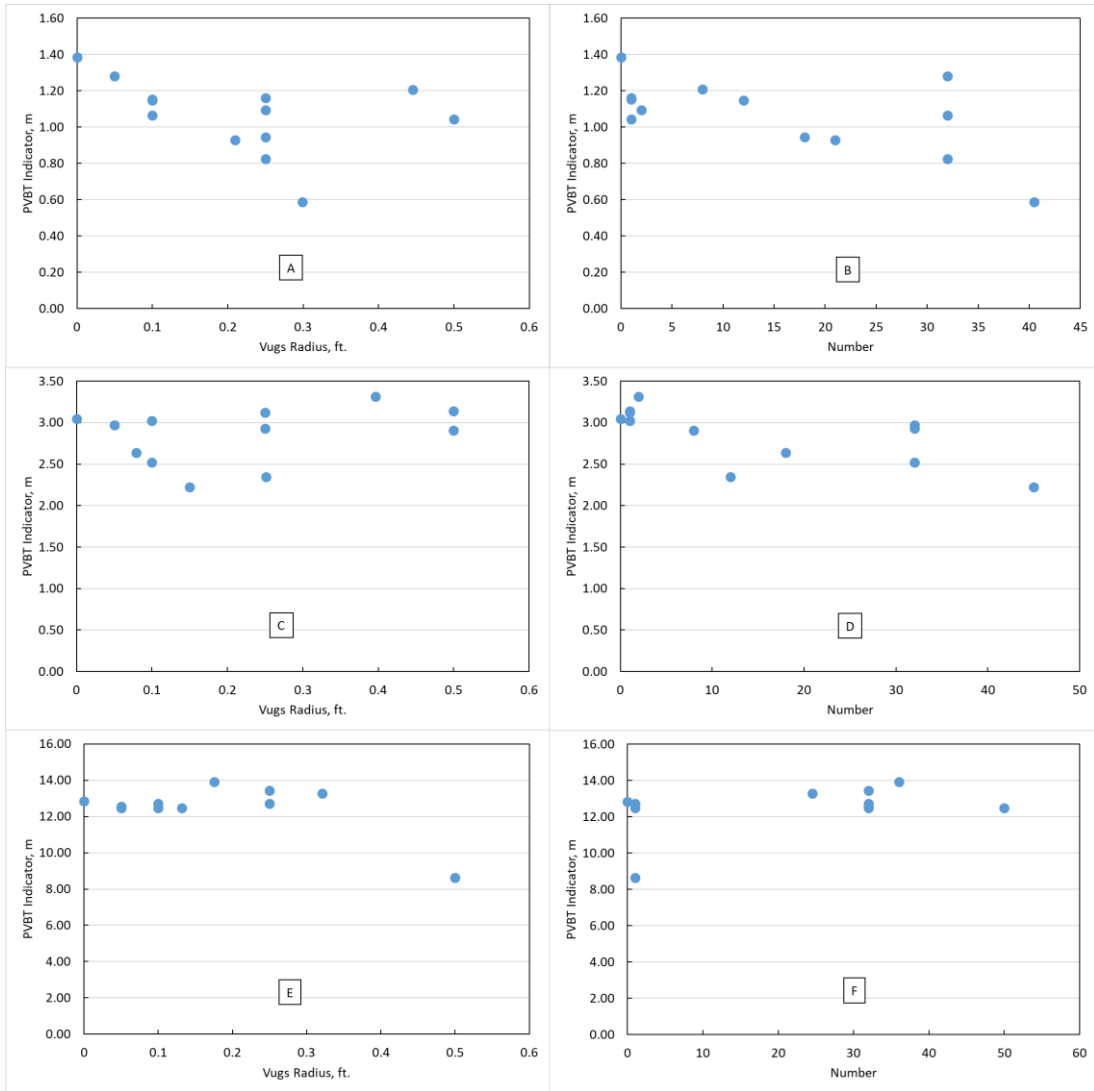 1.60
1.40
1.20
1.00
0.80
0.60
0.40
0.20
0.00
PVBT Indicator, m
A
0 0.1 0.2 0.3 0.4 0.5 0.6
Vugs Radius, ft.
1.60
1.40
1.20
1.00
0.80
0.60
0.40
0.20
0.00
PVBT Indicator, m
B
0 5 10 15 20 25 30 35 40 45
Number
3.50
3.00
2.50
2.00
1.50
1.00
0.50
0.00
PVBT Indicator, m
C
0 0.1 0.2 0.3 0.4 0.5 0.6
Vugs Radius, ft.
3.50
3.00
2.50
2.00
1.50
1.00
0.50
0.00
PVBT Indicator, m
D
0 10 20 30 40 50
Number
16.00
14.00
12.00
10.00
8.00
6.00
4.00
2.00
0.00
PVBT Indicator, m
E
0 0.1 0.2 0.3 0.4 0.5 0.6
Vugs Radius, ft.
16.00
14.00
12.00
10.00
8.00
6.00
4.00
2.00
0.00
PVBT Indicator, m
F
0 10 20 30 40 50 60
Number